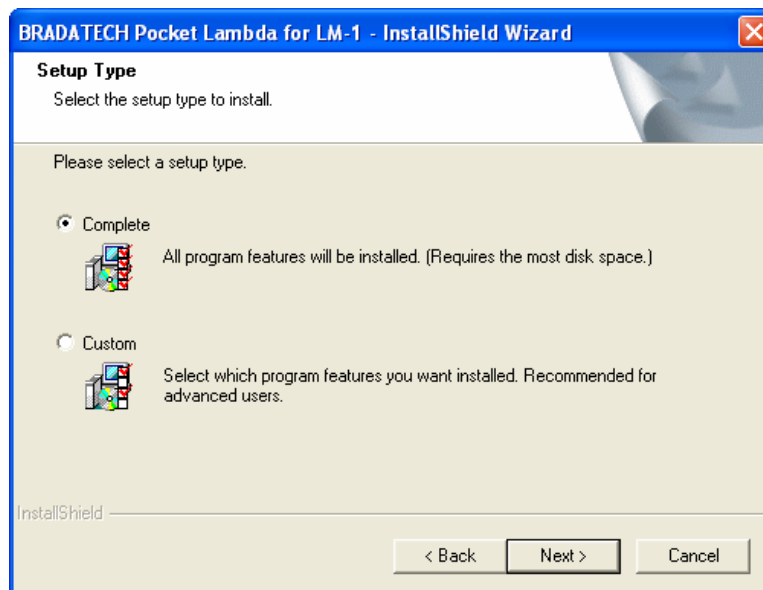 BRADATECH Pocket Lambda for LM-1 - InstallShield Wizard
Setup Type
Select the setup type to install.
Please select a setup type.
Complete
All program features will be installed. (Requires the most disk space.)
Custom
Select which program features you want installed. Recommended for
advanced users.
InstallShield
< Back
Next >
Cancel